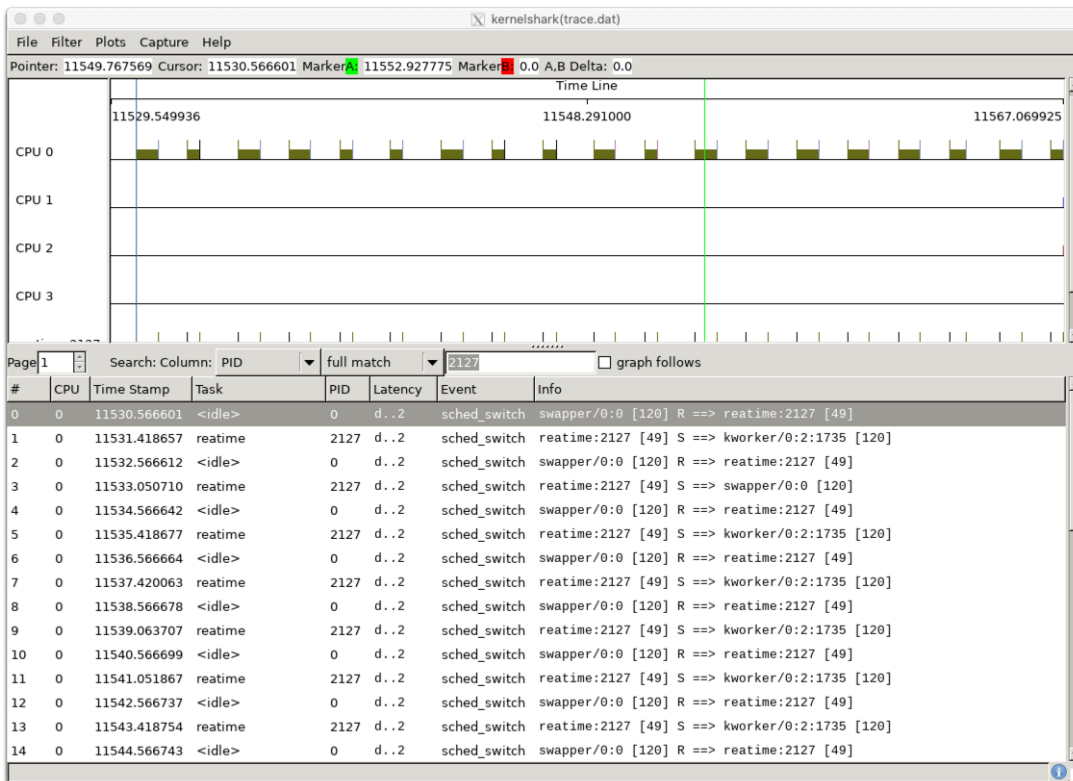 kernelshark(trace.dat)
File Filter Plots Capture Help
Pointer: 11549.767569 Cursor: 11530.566601 MarkerA: 11552.927775 MarkerB: 0.0 A,B Delta: 0.0
Time Line
11529.549936 11548.291000 11567.069925
CPU 0
CPU 1
CPU 2
CPU 3
Page 1 Search: Column: PID full match 2127 graph follows
# CPU Time Stamp Task PID Latency Event Info
0 0 11530.566601 <idle> 0 d..2 sched_switch swapper/0:0 [120] R ==> reatime:2127 [49]
1 0 11531.418657 reatime 2127 d..2 sched_switch reatime:2127 [49] S ==> kworker/0:2:1735 [120]
2 0 11532.566612 <idle> 0 d..2 sched_switch swapper/0:0 [120] R ==> reatime:2127 [49]
3 0 11533.050710 reatime 2127 d..2 sched_switch reatime:2127 [49] S ==> swapper/0:0 [120]
4 0 11534.566642 <idle> 0 d..2 sched_switch swapper/0:0 [120] R ==> reatime:2127 [49]
5 0 11535.418677 reatime 2127 d..2 sched_switch reatime:2127 [49] S ==> kworker/0:2:1735 [120]
6 0 11536.566664 <idle> 0 d..2 sched_switch swapper/0:0 [120] R ==> reatime:2127 [49]
7 0 11537.420063 reatime 2127 d..2 sched_switch reatime:2127 [49] S ==> kworker/0:2:1735 [120]
8 0 11538.566678 <idle> 0 d..2 sched_switch swapper/0:0 [120] R ==> reatime:2127 [49]
9 0 11539.063707 reatime 2127 d..2 sched_switch reatime:2127 [49] S ==> kworker/0:2:1735 [120]
10 0 11540.566699 <idle> 0 d..2 sched_switch swapper/0:0 [120] R ==> reatime:2127 [49]
11 0 11541.051867 reatime 2127 d..2 sched_switch reatime:2127 [49] S ==> kworker/0:2:1735 [120]
12 0 11542.566737 <idle> 0 d..2 sched_switch swapper/0:0 [120] R ==> reatime:2127 [49]
13 0 11543.418754 reatime 2127 d..2 sched_switch reatime:2127 [49] S ==> kworker/0:2:1735 [120]
14 0 11544.566743 <idle> 0 d..2 sched_switch swapper/0:0 [120] R ==> reatime:2127 [49]